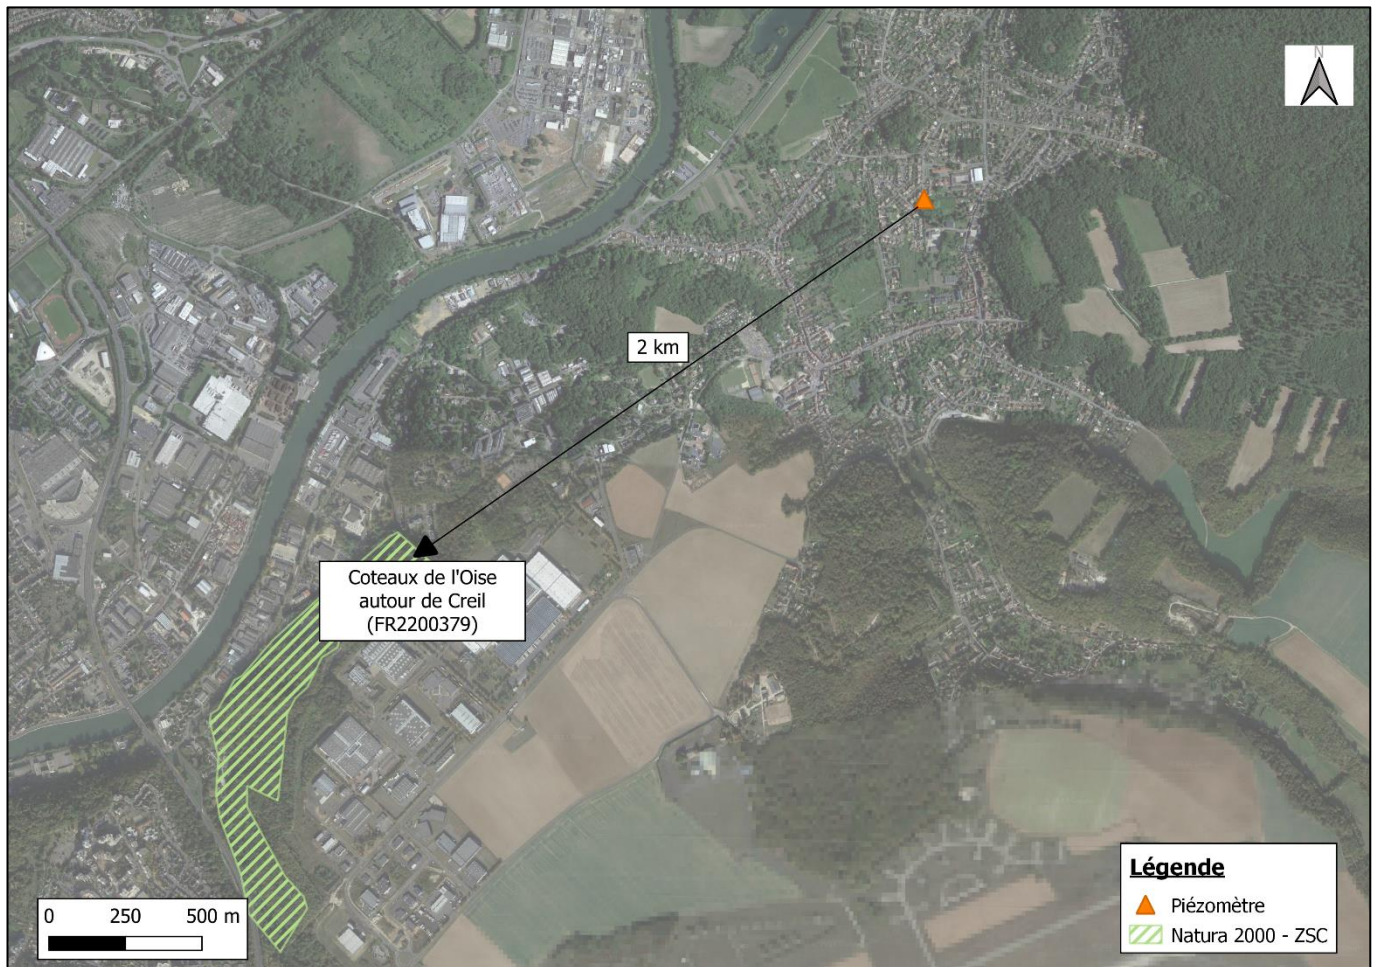 N
2 km
Coteaux de l'Oise
autour de Creil
(FR2200379)
0 250 500 m
Légende
Piézomètre
Natura 2000 - ZSC